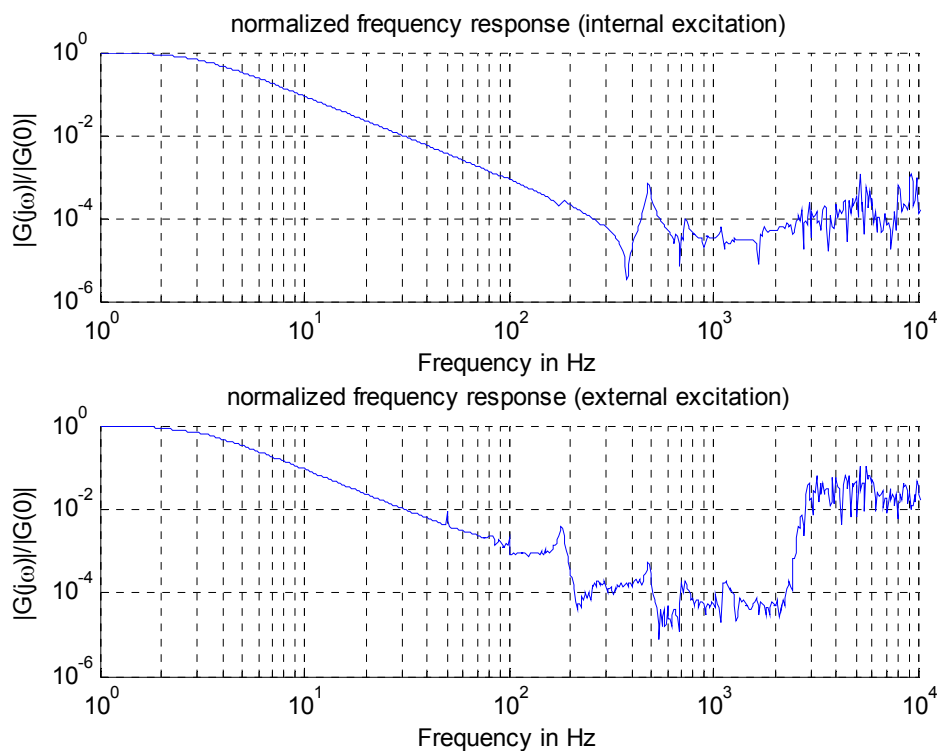 normalized frequency response (internal excitation)
10^0
10^-2
10^-4
10^-6
|G(jω)|/|G(0)|
10^0 10^1 10^2 10^3 10^4
Frequency in Hz
normalized frequency response (external excitation)
10^0
10^-2
10^-4
10^-6
|G(jω)|/|G(0)|
10^0 10^1 10^2 10^3 10^4
Frequency in Hz